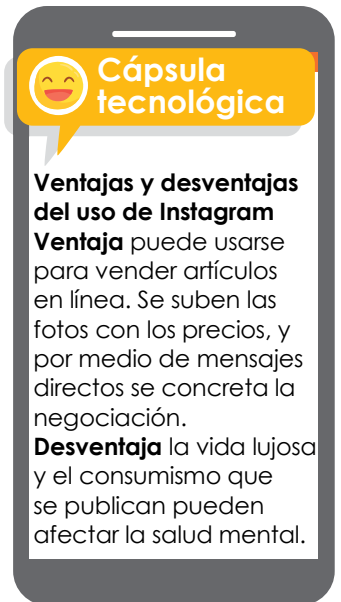 Cápsula
tecnológica
Ventajas y desventajas
del uso de Instagram
Ventaja puede usarse
para vender artículos
en línea. Se suben las
fotos con los precios, y
por medio de mensajes
directos se concreta la
negociación.
Desventaja la vida lujosa
y el consumismo que
se publican pueden
afectar la salud mental.